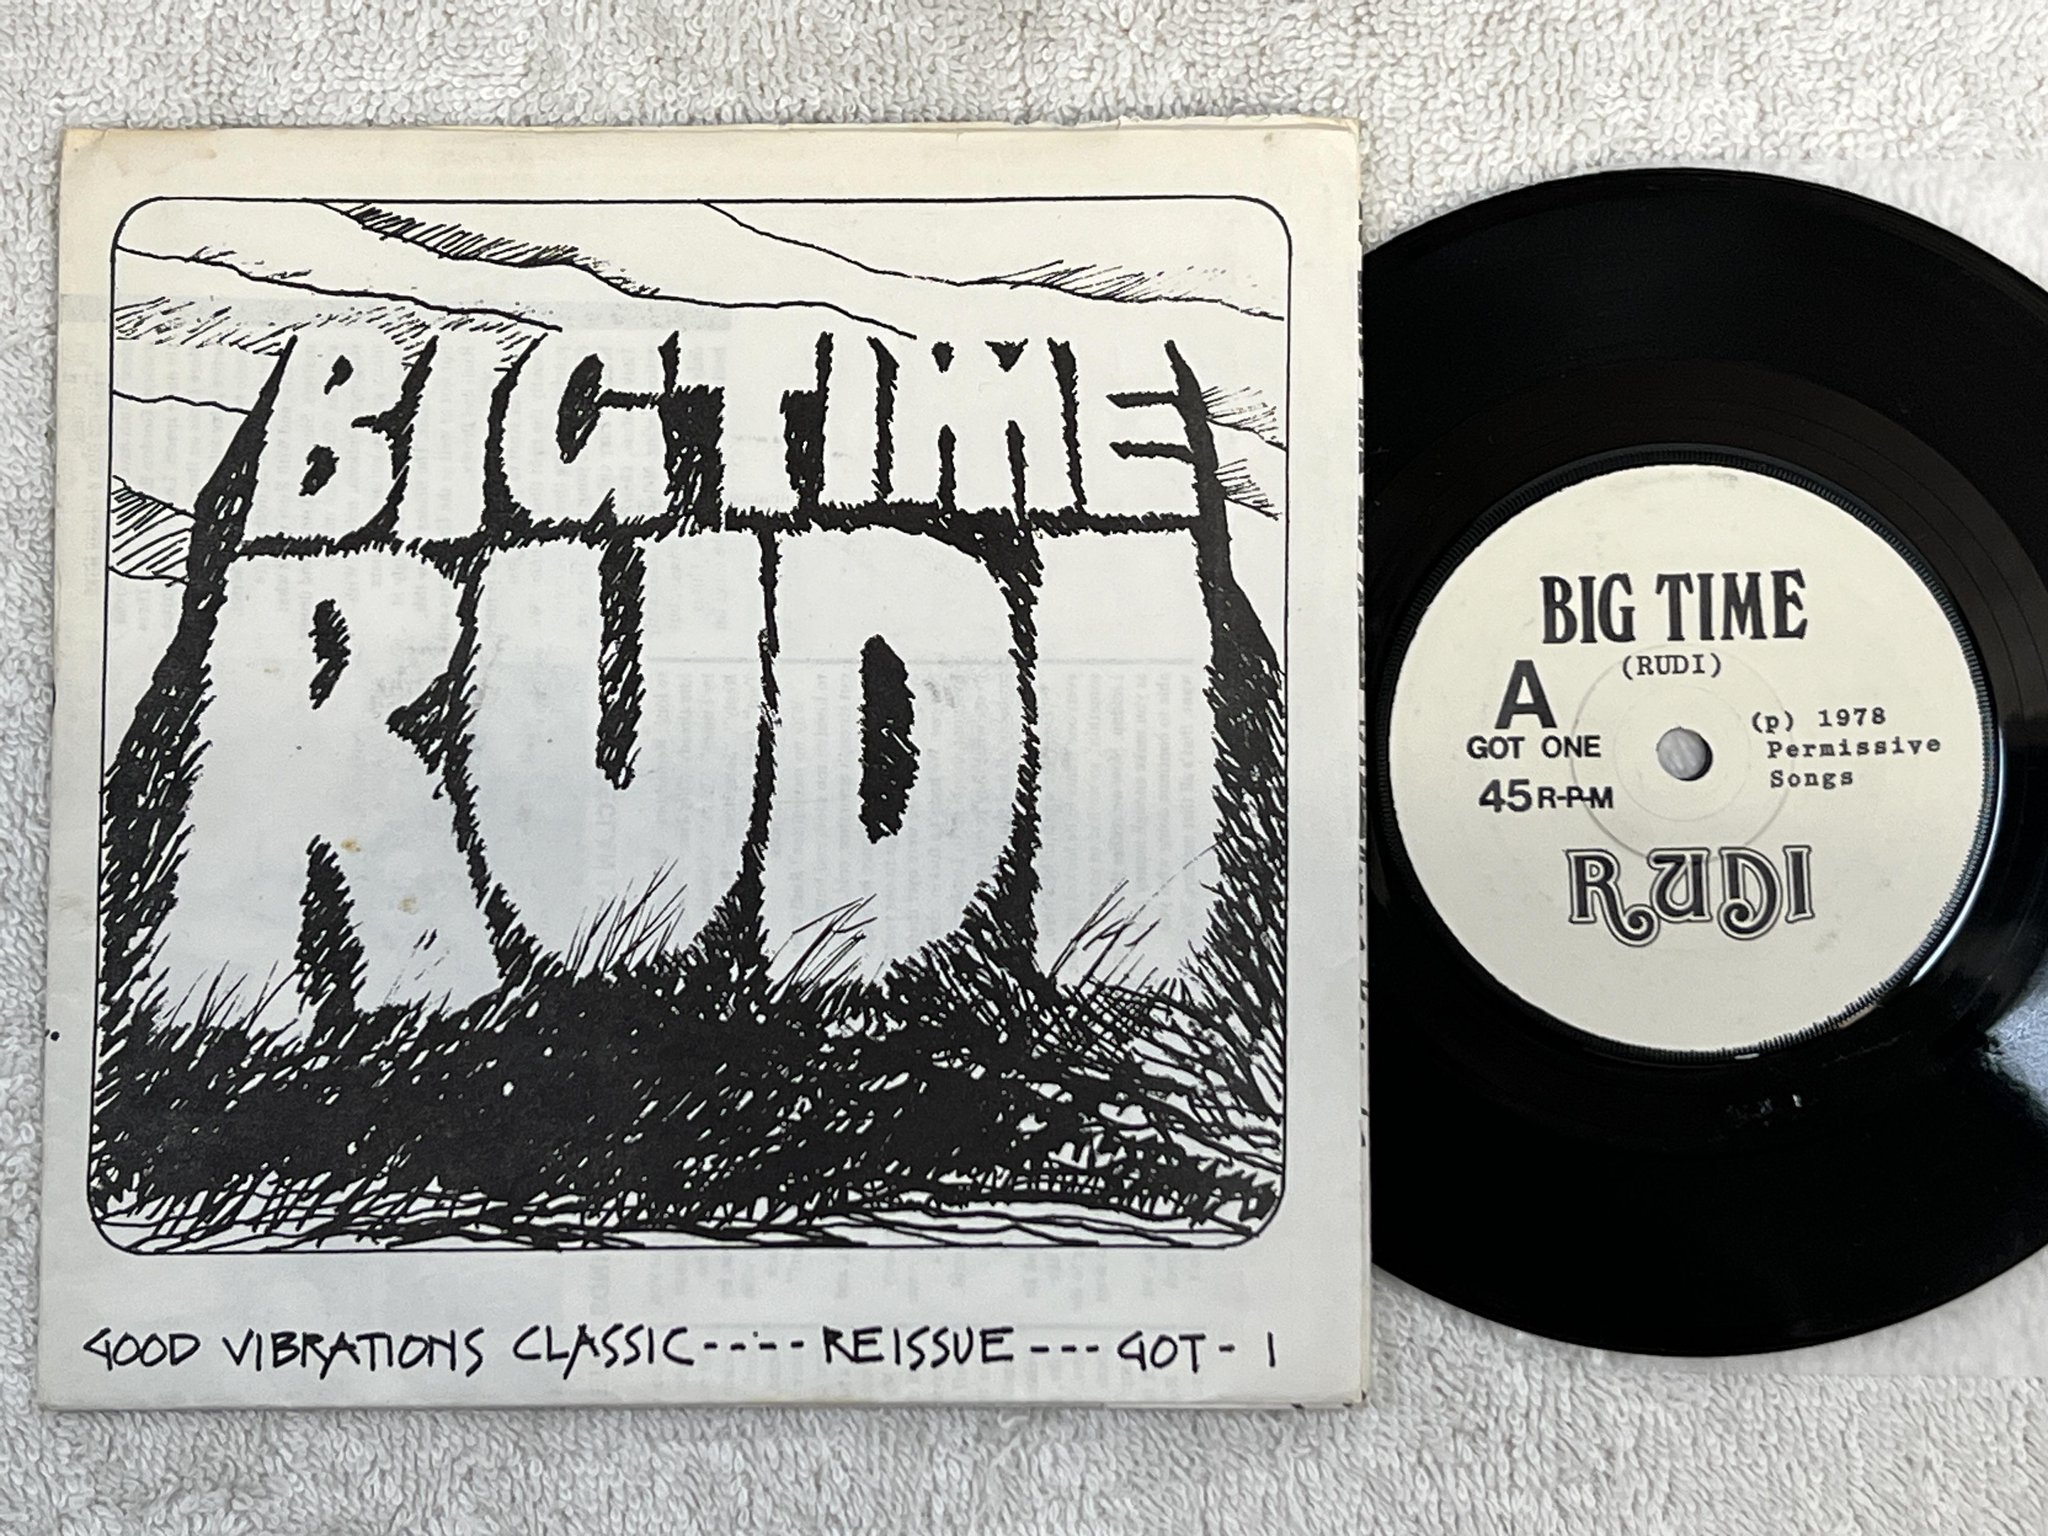 BIG TIME
RUDI
GOOD VIBRATIONS CLASSIC----- REISSUE --- GOT - 1
BIG TIME
(RUDI)
A
GOT ONE
45 R-P-M
(p) 1978
Permissive
Songs
RUDI